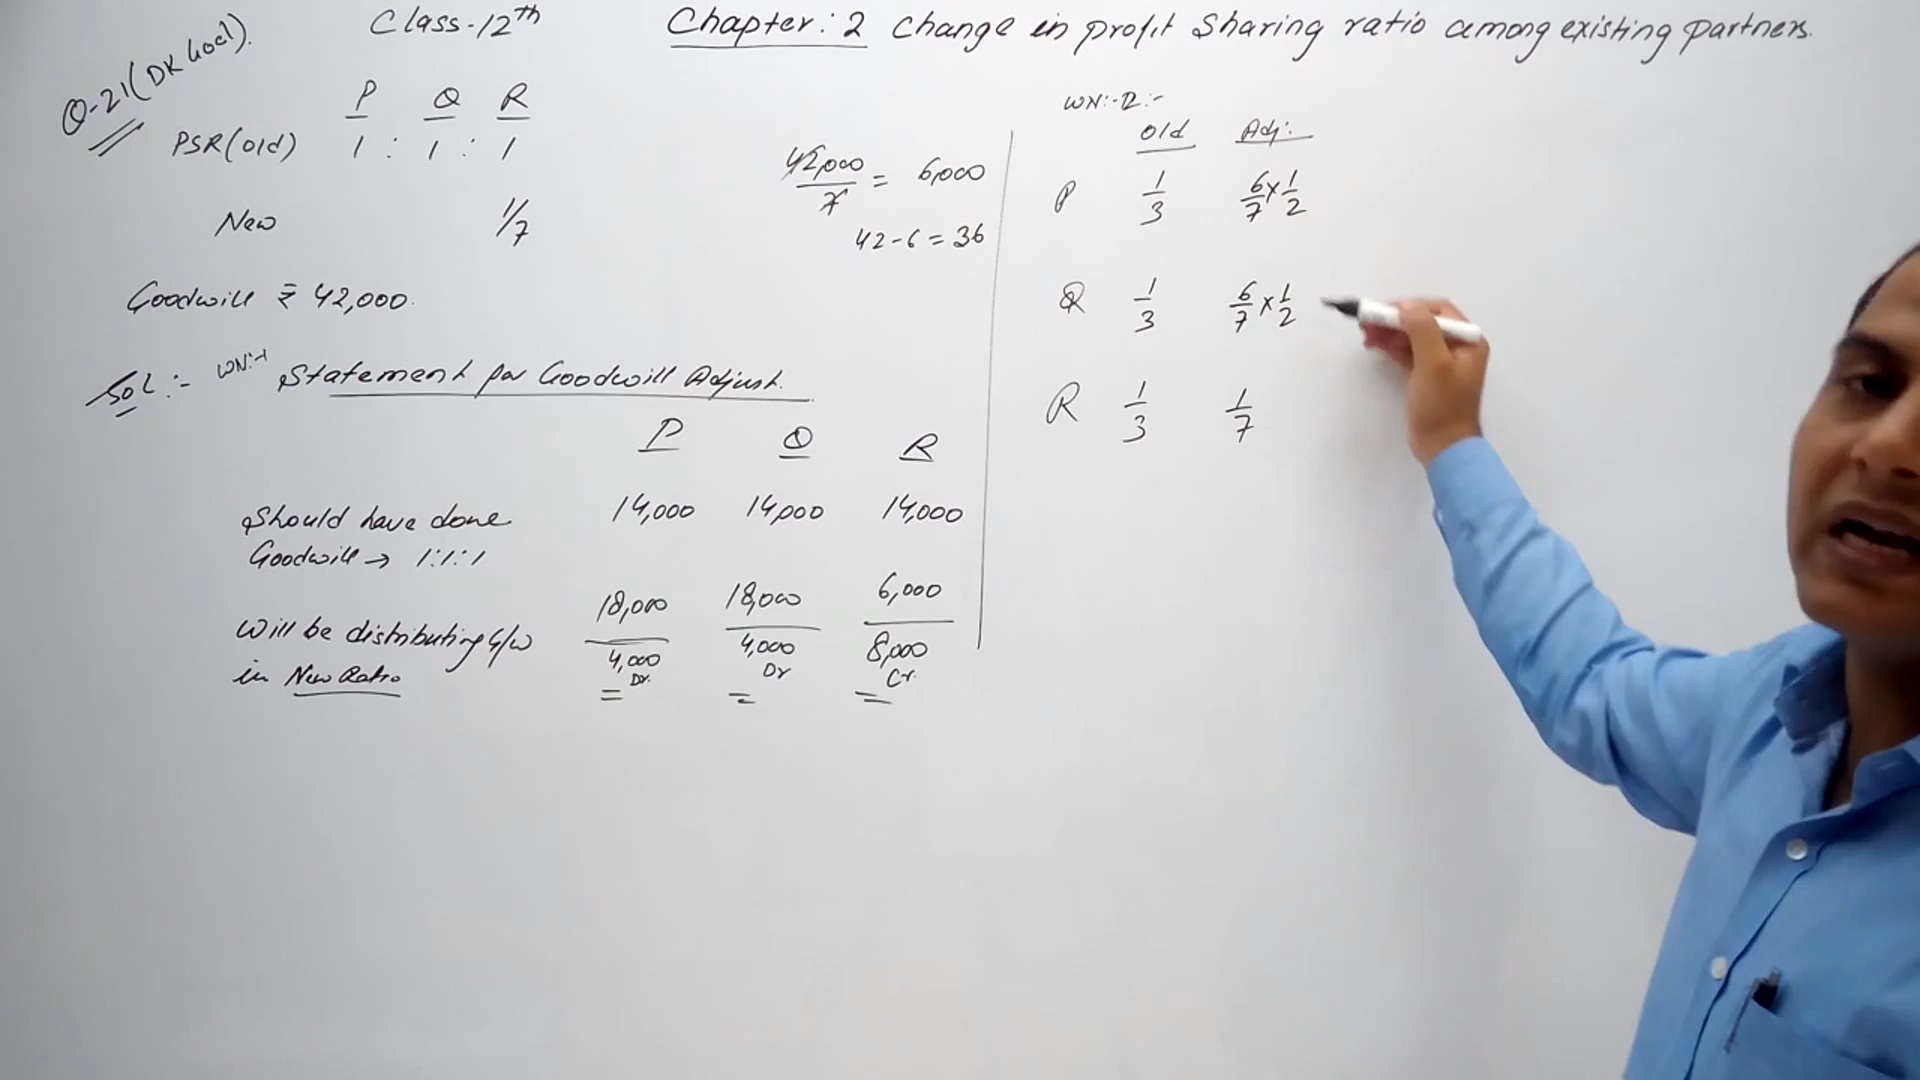 Class-12th
Chapter:2 Change in profit Sharing ratio among existing partners.
Q-21 (DK Goel).
P Q R
PSR (old) 1 : 1 : 1
New 1/7
Goodwill ₹ 42,000.
42,000/7 = 6,000
42-6 = 36
Sol:- WN:-1 Statement for Goodwill Adjust.
P Q R
Should have done 14,000 14,000 14,000
Goodwill → 1:1:1
18,000 18,000 6,000
Will be distributing G/W 4,000 Dr. 4,000 Dr 8,000 Cr.
in New Ratio
WN:-2:-
Old Adj:
P 1/3 6/7 x 1/2
Q 1/3 6/7 x 1/2
R 1/3 1/7